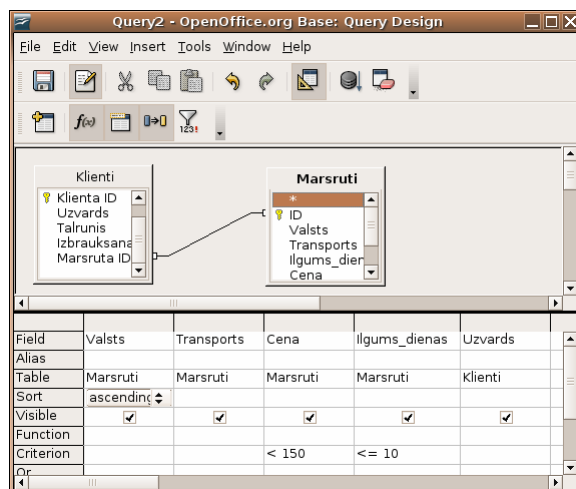 Query2 - OpenOffice.org Base: Query Design
File Edit View Insert Tools Window Help
f(x)
123!
Klienti
Klienta ID
Uzvards
Talrunis
Izbrauksana
Marsruta ID
Marsruti
*
ID
Valsts
Transports
Ilgums_dien
Cena
Field Valsts Transports Cena Ilgums_dienas Uzvards
Alias
Table Marsruti Marsruti Marsruti Marsruti Klienti
Sort ascending
Visible
Function
Criterion < 150 <= 10
Or